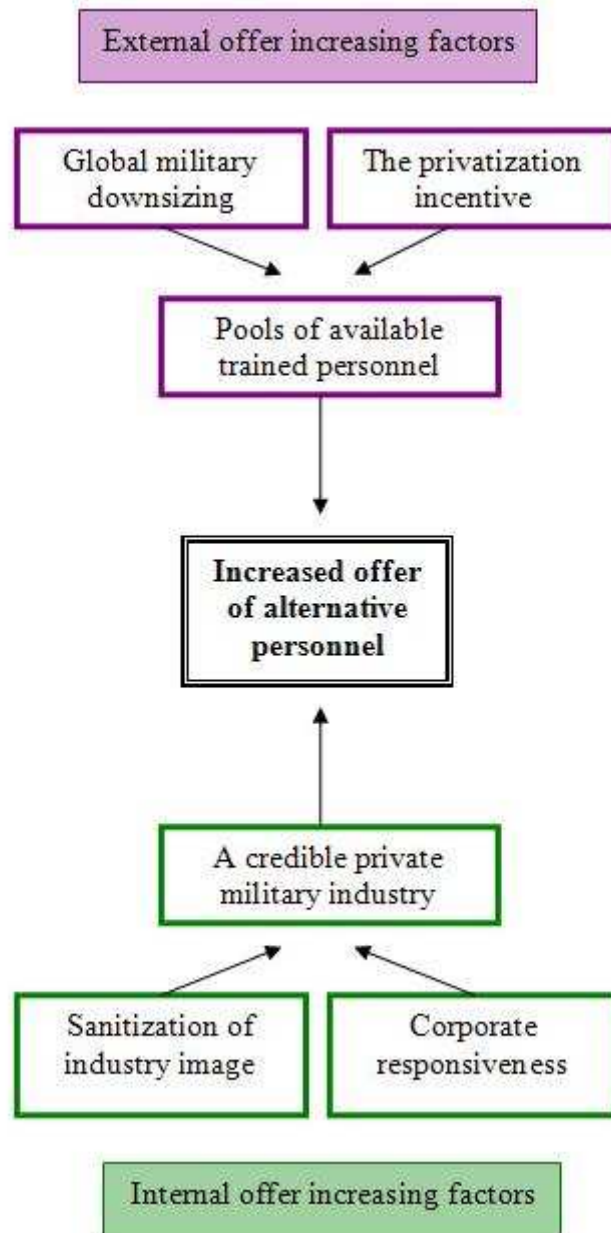 External offer increasing factors
Global military
downsizing
The privatization
incentive
Pools of available
trained personnel
Increased offer
of alternative
personnel
A credible private
military industry
Sanitization of
industry image
Corporate
responsiveness
Internal offer increasing factors